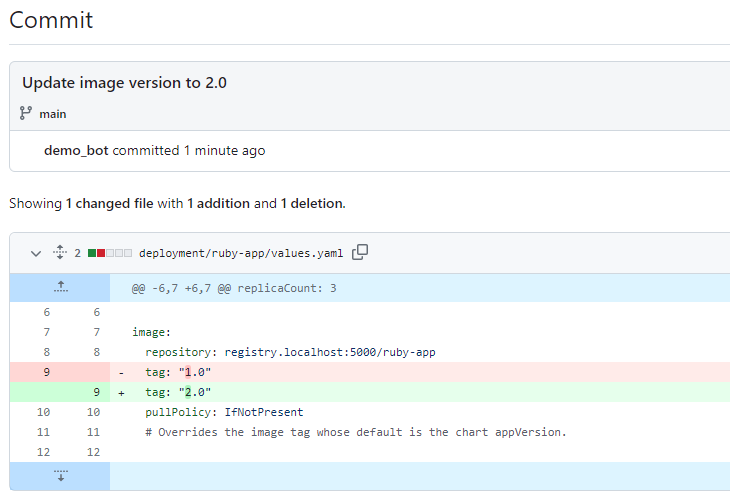 Commit
Update image version to 2.0
main
demo_bot committed 1 minute ago
Showing 1 changed file with 1 addition and 1 deletion.
2 deployment/ruby-app/values.yaml
@@ -6,7 +6,7 @@ replicaCount: 3
6 6
7 7 image:
8 8 repository: registry.localhost:5000/ruby-app
9 - tag: "1.0"
9 + tag: "2.0"
10 10 pullPolicy: IfNotPresent
11 11 # Overrides the image tag whose default is the chart appVersion.
12 12